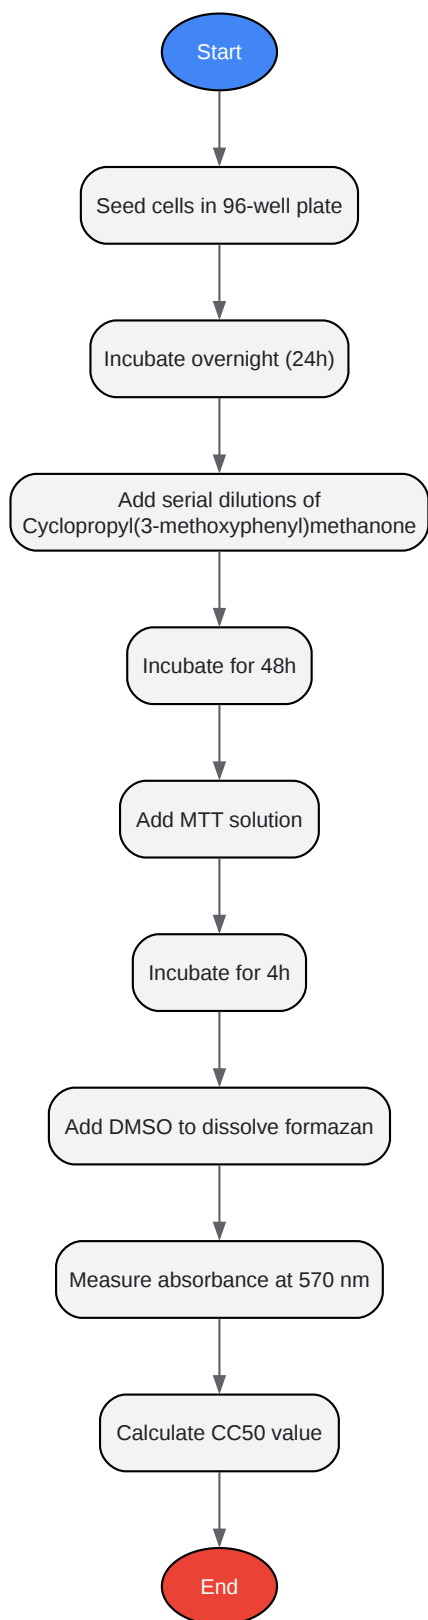 Start
Seed cells in 96-well plate
Incubate overnight (24h)
Add serial dilutions of
Cyclopropyl(3-methoxyphenyl)methanone
Incubate for 48h
Add MTT solution
Incubate for 4h
Add DMSO to dissolve formazan
Measure absorbance at 570 nm
Calculate CC50 value
End